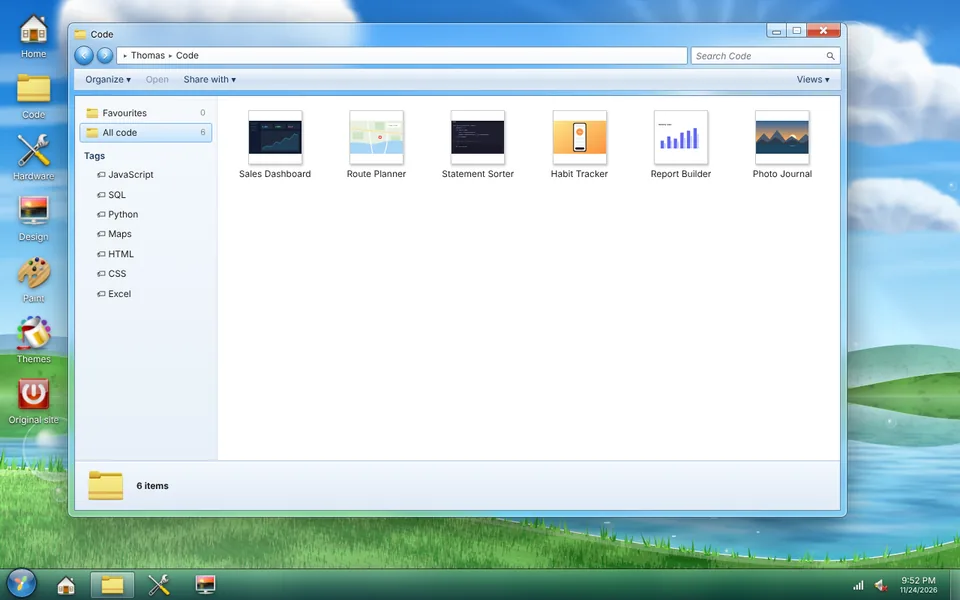 Code
Thomas Code
Search Code
Organize Open Share with Views
Favourites 0
All code 6
Tags
JavaScript
SQL
Python
Maps
HTML
CSS
Excel
Sales Dashboard
Route Planner
Statement Sorter
Habit Tracker
Report Builder
Photo Journal
6 items
Home
Code
Hardware
Design
Paint
Themes
Original site
9:52 PM
11/24/2026